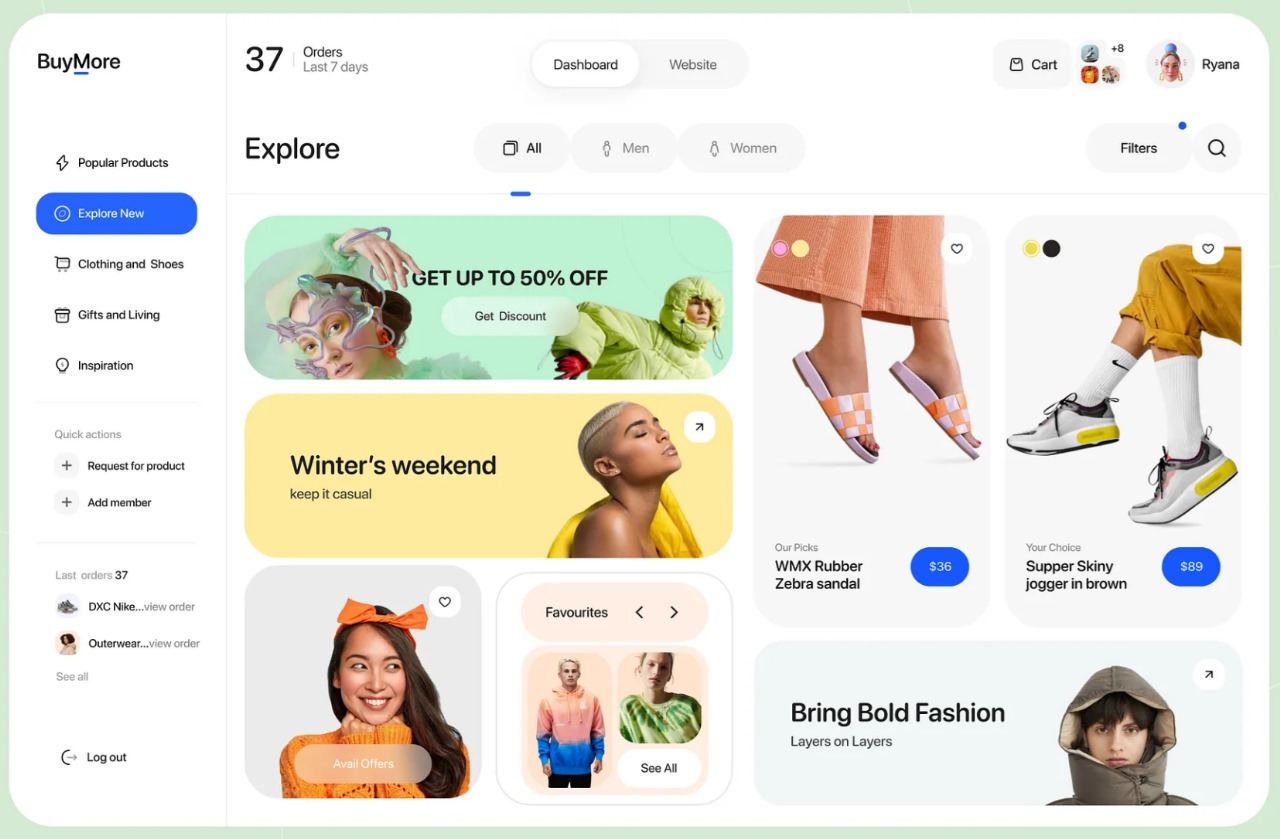 BuyMore
37
Orders
Last 7 days
Dashboard
Website
Cart
+8
Ryana
Explore
All
Men
Women
Filters
Popular Products
Explore New
Clothing and Shoes
Gifts and Living
Inspiration
Quick actions
Request for product
Add member
Last orders 37
DXC Nike...view order
Outerwear...view order
See all
Log out
GET UP TO 50% OFF
Get Discount
Winter's weekend
keep it casual
Avail Offers
Favourites
See All
Our Picks
WMX Rubber
Zebra sandal
$36
Your Choice
Supper Skiny
jogger in brown
$89
Bring Bold Fashion
Layers on Layers